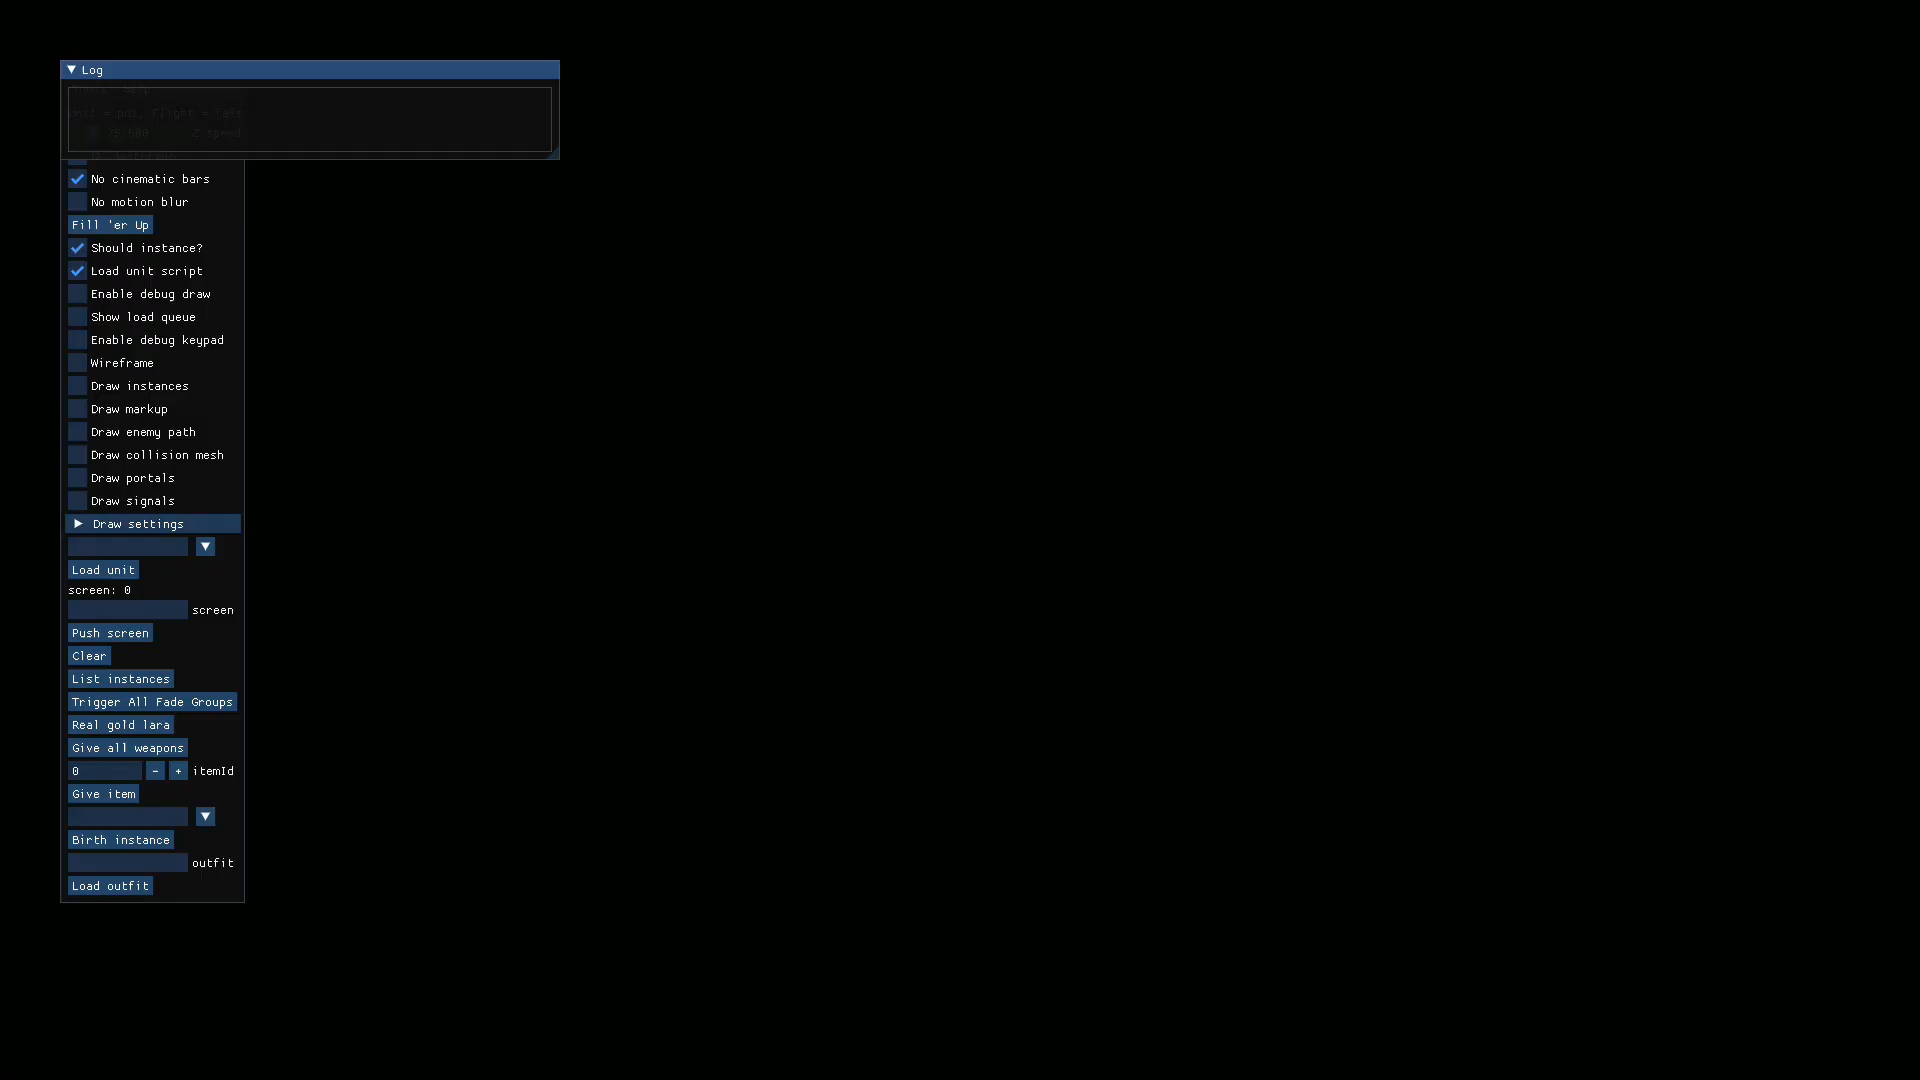 Log
No cinematic bars
No motion blur
Fill 'er Up
Should instance?
Load unit script
Enable debug draw
Show load queue
Enable debug keypad
Wireframe
Draw instances
Draw markup
Draw enemy path
Draw collision mesh
Draw portals
Draw signals
Draw settings
Load unit
screen: 0
screen
Push screen
Clear
List instances
Trigger All Fade Groups
Real gold lara
Give all weapons
0 - + itemId
Give item
Birth instance
outfit
Load outfit